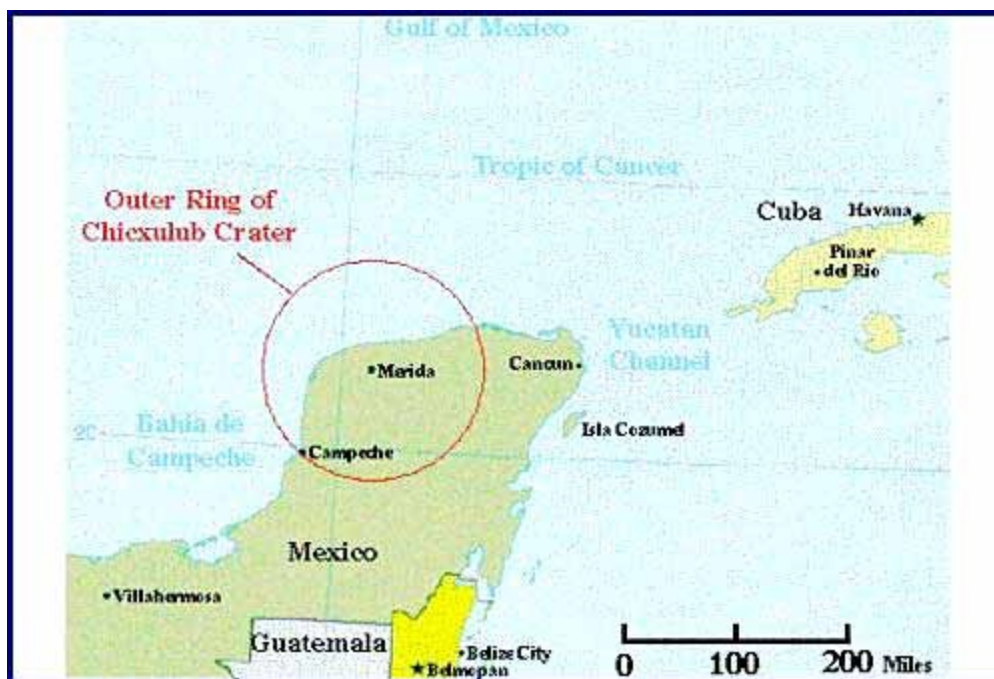 Gulf of Mexico
Tropic of Cancer
Outer Ring of
Chicxulub Crater
Cuba
Havana
Pinar
del Rio
Yucatan
Channel
Merida
Cancun
Bahia de
Campeche
Isla Cozumel
Campeche
Mexico
Villahermosa
Guatemala
Belize City
Belmopan
0 100 200 Miles